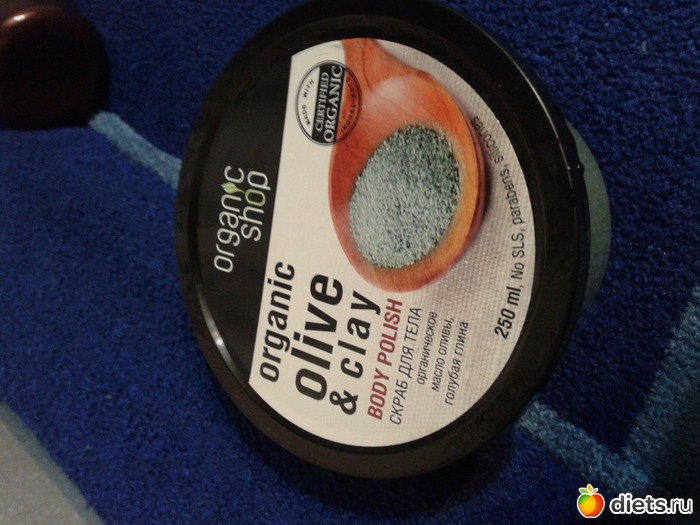 organic
shop
MADE WITH
CERTIFIED
ORGANIC
INGREDIENTS
organic
olive
& clay
BODY POLISH
СКРАБ ДЛЯ ТЕЛА
органическое
масло оливы,
голубая глина
250 ml, No SLS, parabens, silicones
diets.ru